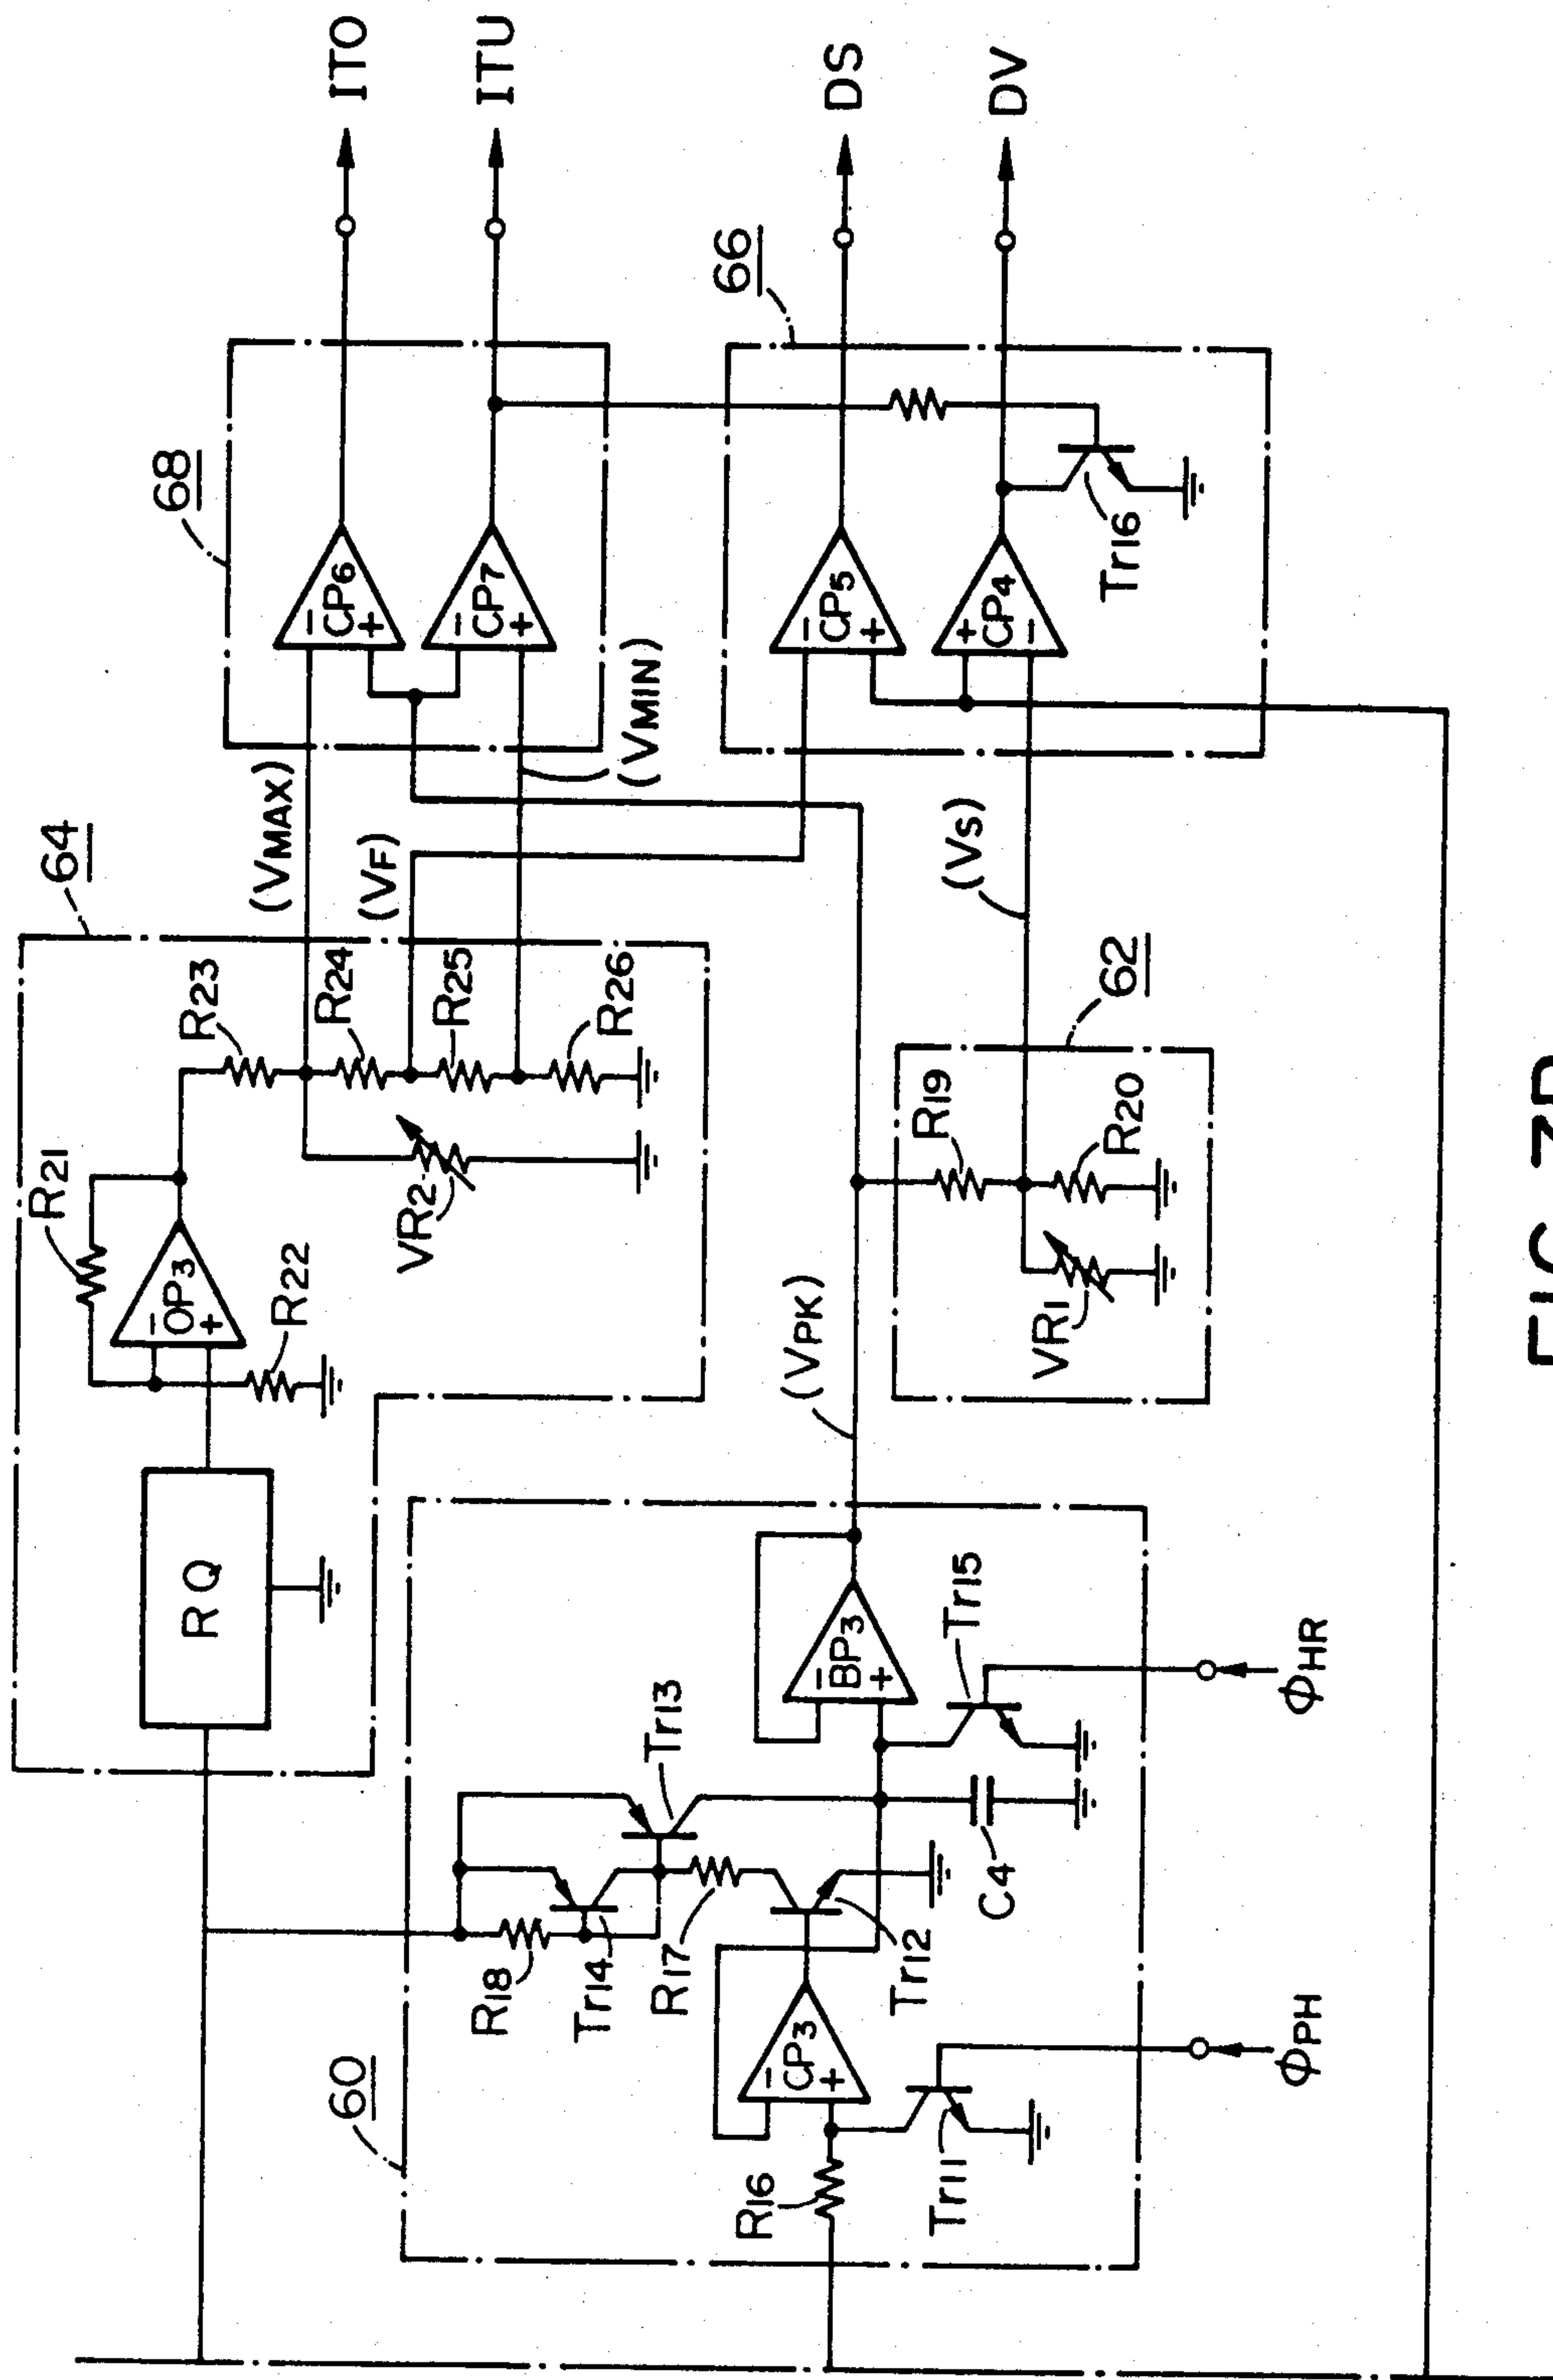 ITO
ITU
DS
DV
68
66
CP6
CP7
CP5
CP4
Tr16
64
(VMAX)
(VF)
(VMIN)
(VS)
R21
R22
R23
R24
R25
R26
VR2
OP3
RQ
62
R19
R20
VR1
(VPK)
60
R18
Tr14
Tr13
R17
Tr12
C4
BP3
Tr15
CP3
R16
Tr11
φHR
φPH